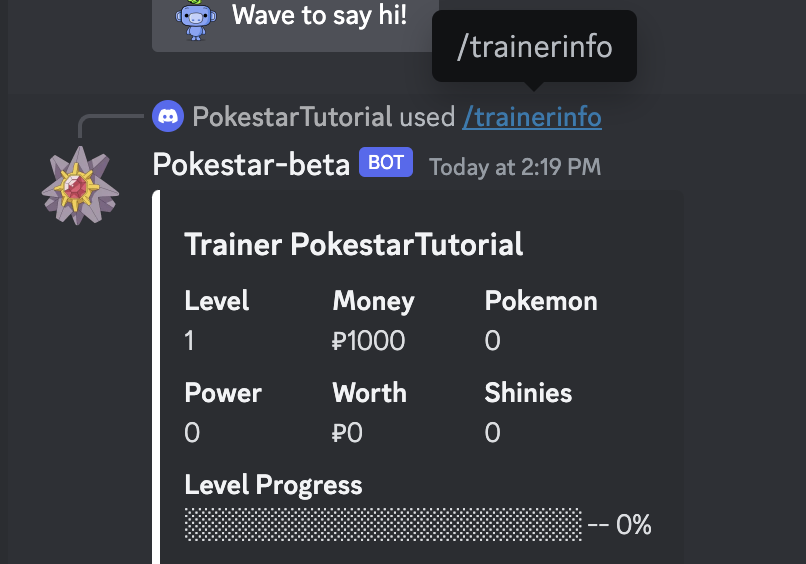 Wave to say hi!
/trainerinfo
PokestarTutorial used /trainerinfo
Pokestar-beta BOT Today at 2:19 PM
Trainer PokestarTutorial
Level Money Pokemon
1 ₽1000 0
Power Worth Shinies
0 ₽0 0
Level Progress
░░░░░░░░░░░░░░░░░░░░ -- 0%